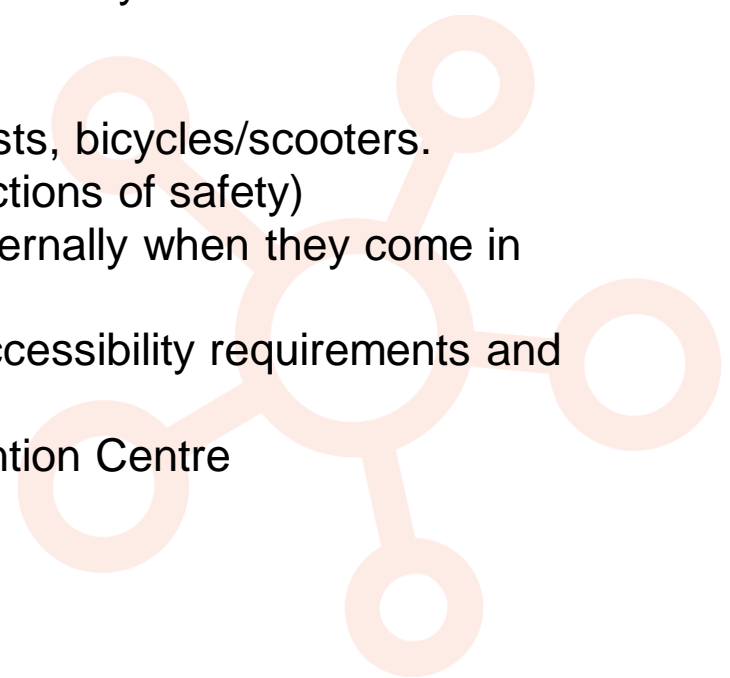 sts, bicycles/scooters.
ctions of safety)
ernally when they come in
ccessibility requirements and
ntion Centre